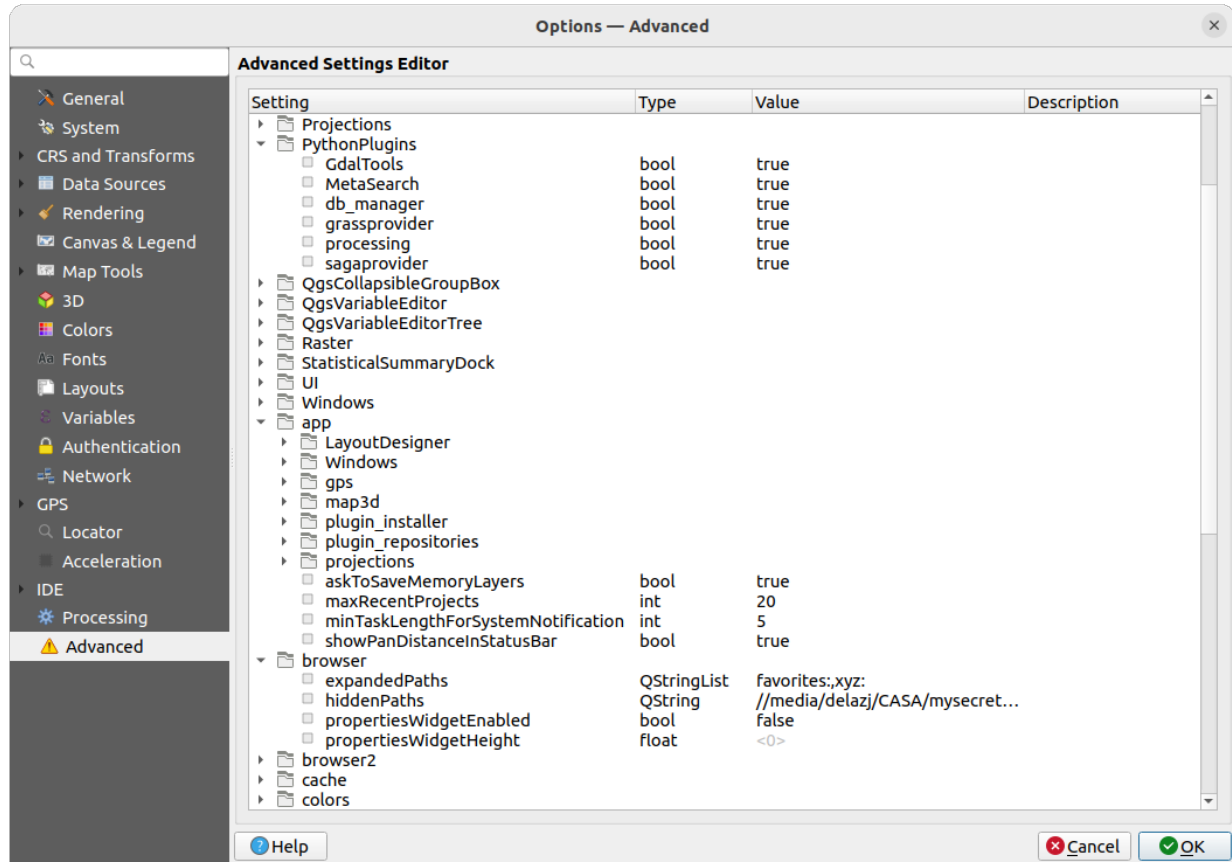 Options — Advanced
General
System
CRS and Transforms
Data Sources
Rendering
Canvas & Legend
Map Tools
3D
Colors
Aa Fonts
Layouts
ε Variables
Authentication
Network
GPS
Locator
Acceleration
IDE
Processing
Advanced
Advanced Settings Editor
Setting Type Value Description
Projections
PythonPlugins
GdalTools bool true
MetaSearch bool true
db_manager bool true
grassprovider bool true
processing bool true
sagaprovider bool true
QgsCollapsibleGroupBox
QgsVariableEditor
QgsVariableEditorTree
Raster
StatisticalSummaryDock
UI
Windows
app
LayoutDesigner
Windows
gps
map3d
plugin_installer
plugin_repositories
projections
askToSaveMemoryLayers bool true
maxRecentProjects int 20
minTaskLengthForSystemNotification int 5
showPanDistanceInStatusBar bool true
browser
expandedPaths QStringList favorites:,xyz:
hiddenPaths QString //media/delazj/CASA/mysecret...
propertiesWidgetEnabled bool false
propertiesWidgetHeight float <0>
browser2
cache
colors
? Help
Cancel
OK